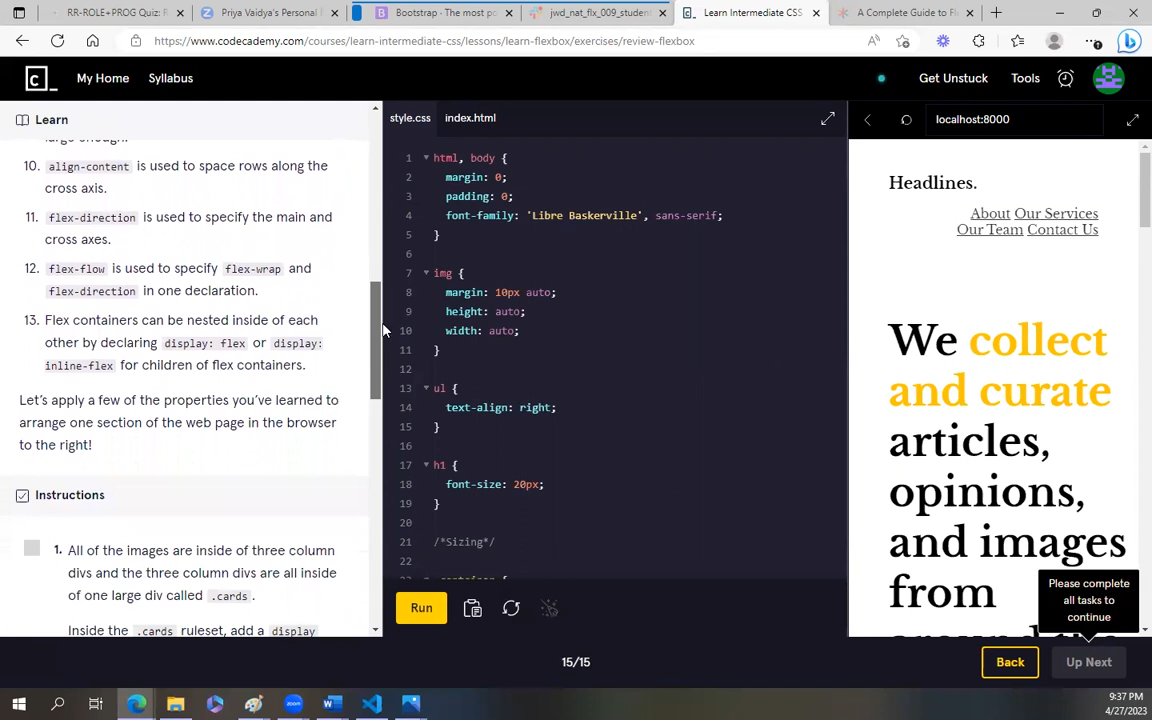 RR-ROLE+PROG Quiz: R
Priya Vaidya's Personal
Bootstrap - The most po
jwd_nat_flx_009_student
Learn Intermediate CSS
A Complete Guide to Fl
https://www.codecademy.com/courses/learn-intermediate-css/lessons/learn-flexbox/exercises/review-flexbox
My Home
Syllabus
Get Unstuck
Tools
Learn
large enough.
10. align-content is used to space rows along the
cross axis.
11. flex-direction is used to specify the main and
cross axes.
12. flex-flow is used to specify flex-wrap and
flex-direction in one declaration.
13. Flex containers can be nested inside of each
other by declaring display: flex or display:
inline-flex for children of flex containers.
Let's apply a few of the properties you've learned to
arrange one section of the web page in the browser
to the right!
Instructions
1. All of the images are inside of three column
divs and the three column divs are all inside
of one large div called .cards.
Inside the .cards ruleset, add a display
style.css
index.html
1 html, body {
2 margin: 0;
3 padding: 0;
4 font-family: 'Libre Baskerville', sans-serif;
5 }
6
7 img {
8 margin: 10px auto;
9 height: auto;
10 width: auto;
11 }
12
13 ul {
14 text-align: right;
15 }
16
17 h1 {
18 font-size: 20px;
19 }
20
21 /*Sizing*/
22
23 .container {
Run
localhost:8000
Headlines.
About Our Services
Our Team Contact Us
We collect
and curate
articles,
opinions,
and images
from
around the
Please complete
all tasks to
continue
15/15
Back
Up Next
9:37 PM
4/27/2023